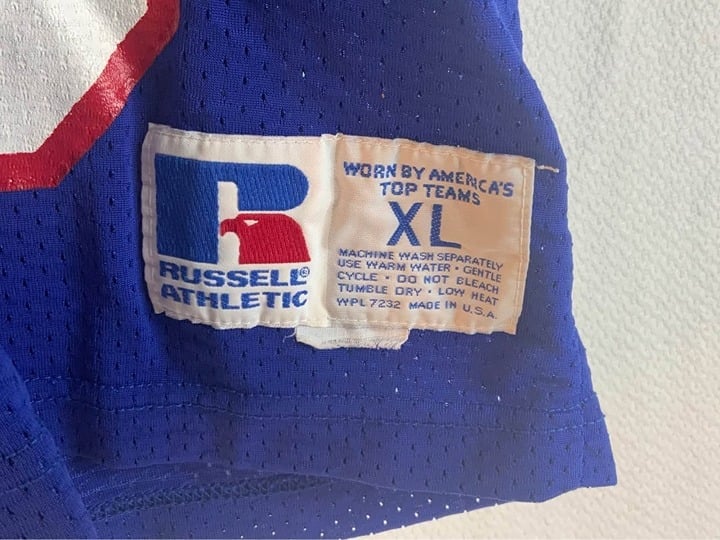 RUSSELL®
ATHLETIC
WORN BY AMERICA'S
TOP TEAMS
XL
MACHINE WASH SEPARATELY
USE WARM WATER • GENTLE
CYCLE • DO NOT BLEACH
TUMBLE DRY • LOW HEAT
WPL 7232 MADE IN U.S.A.